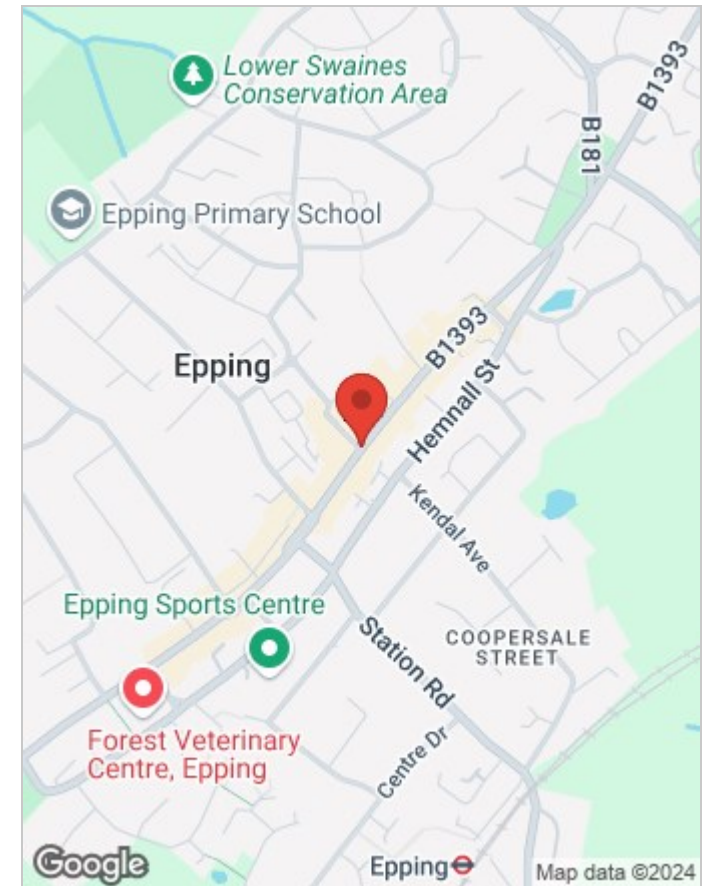 Lower Swaines
Conservation Area
B1393
B181
Epping Primary School
B1393
Epping
Hemnall St
Kendal Ave
Epping Sports Centre
Station Rd
COOPERSALE
STREET
Forest Veterinary
Centre, Epping
Centre Dr
Google
Epping
Map data ©2024